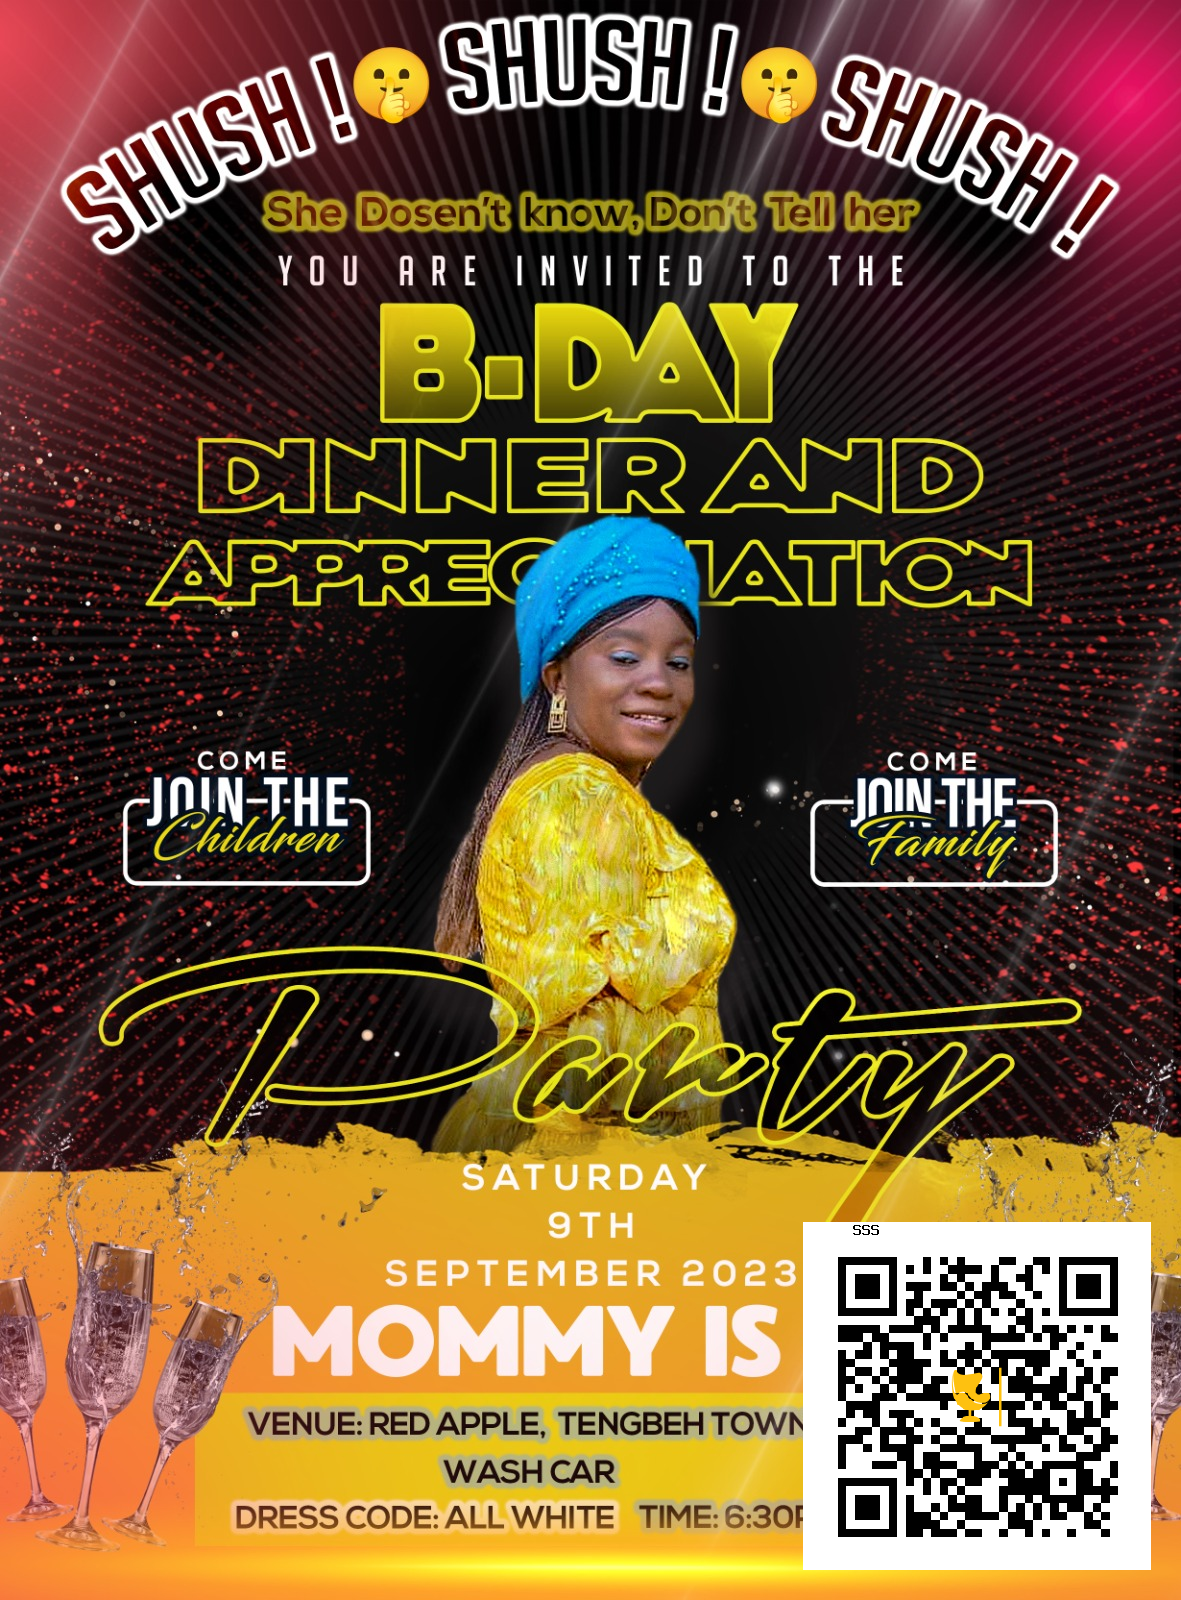 SHUSH ! SHUSH ! SHUSH !
She Dosen't know, Don't Tell her
YOU ARE INVITED TO THE
B-DAY
DINNER AND
APPRECIATION
COME
JOIN THE
Children
COME
JOIN THE
Family
Party
SATURDAY
9TH
SEPTEMBER 2023
MOMMY IS
VENUE: RED APPLE, TENGBEH TOWN
WASH CAR
DRESS CODE: ALL WHITE TIME: 6:30
SSS